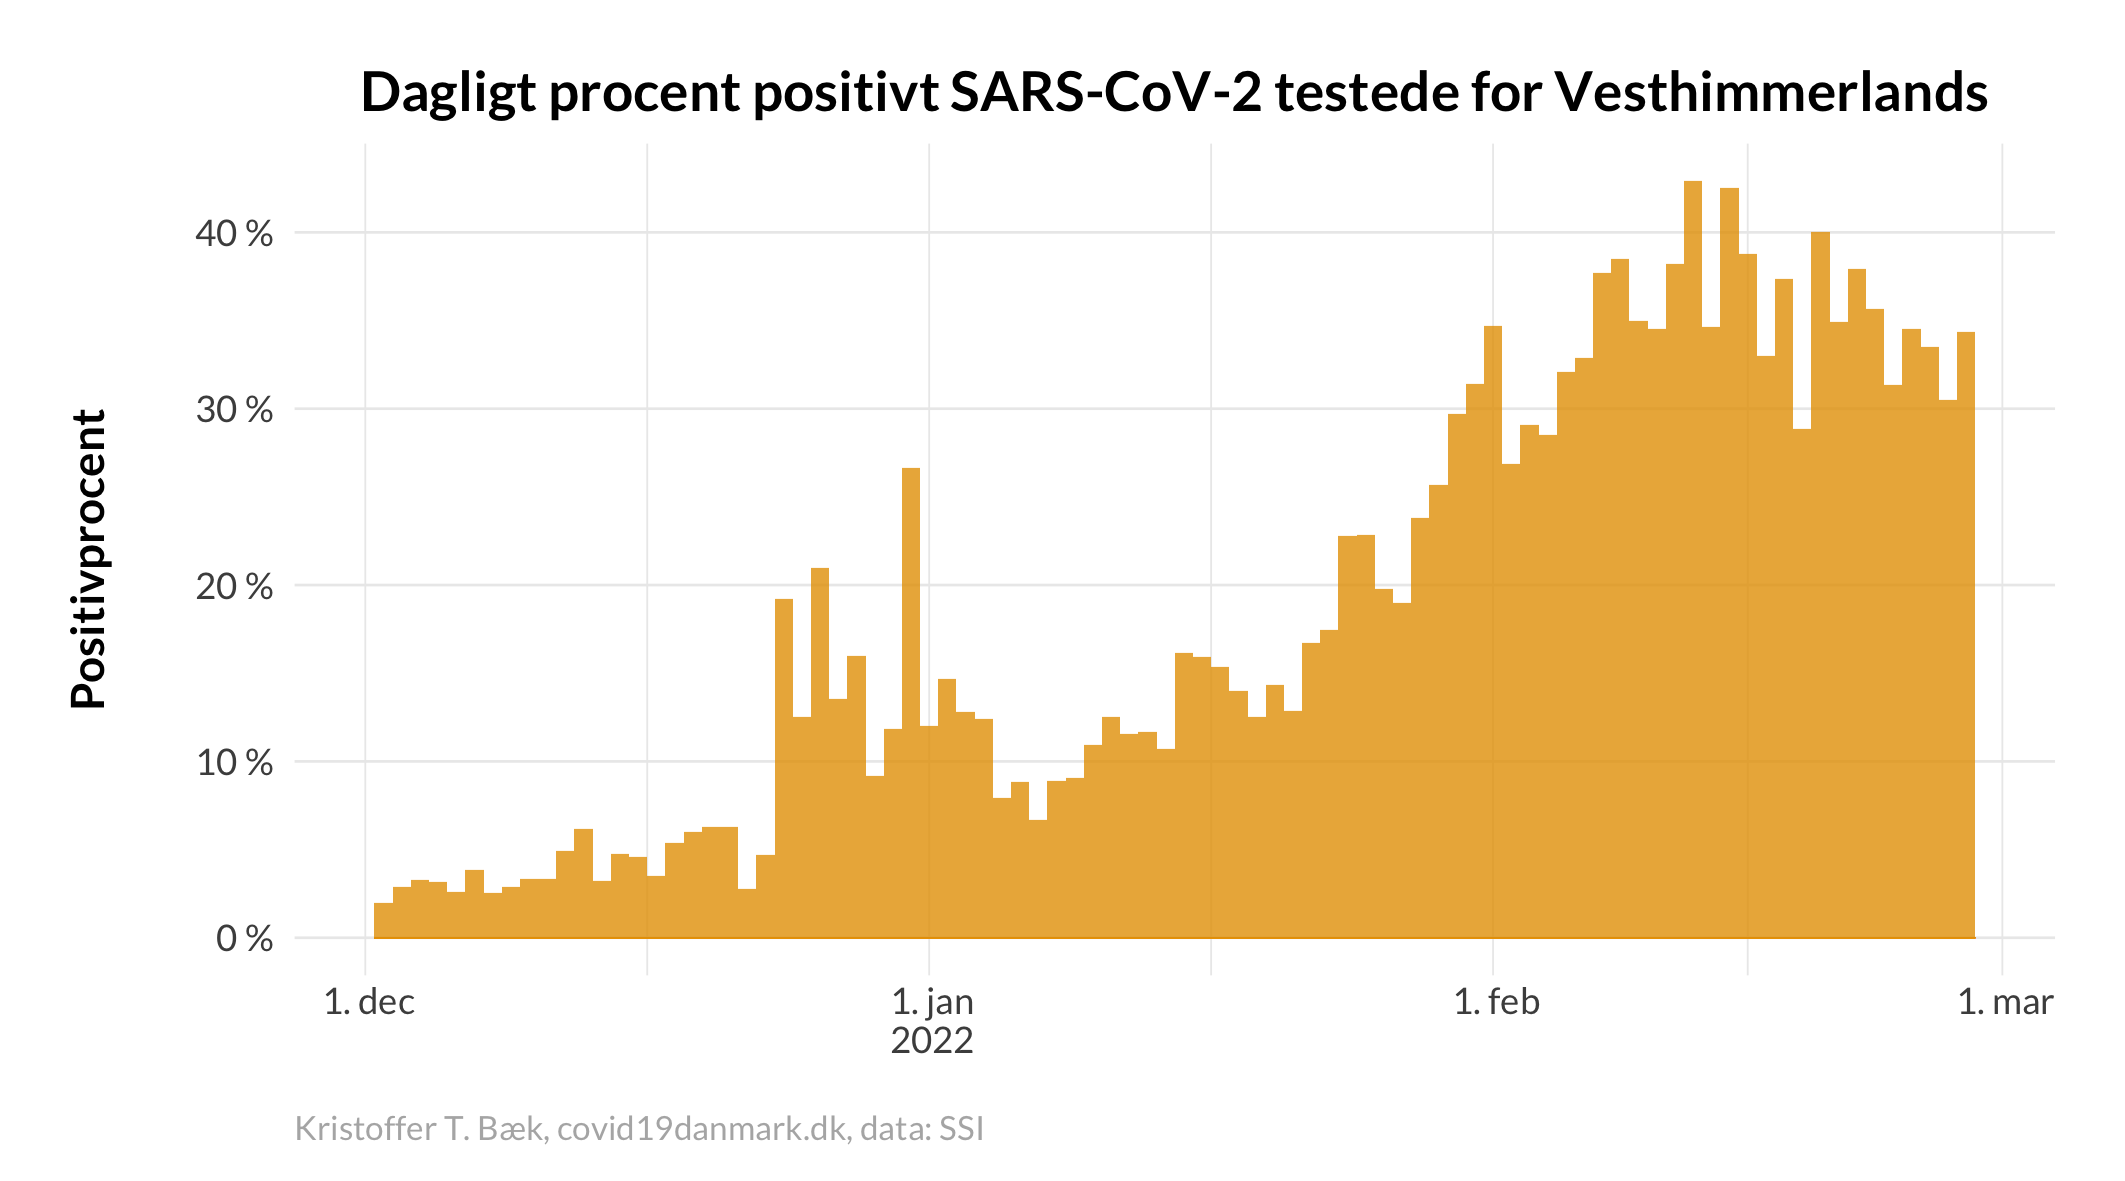 Dagligt procent positivt SARS-CoV-2 testede for Vesthimmerlands
Positivprocent
40 %
30 %
20 %
10 %
0 %
1. dec
1. jan
2022
1. feb
1. mar
Kristoffer T. Bæk, covid19danmark.dk, data: SSI